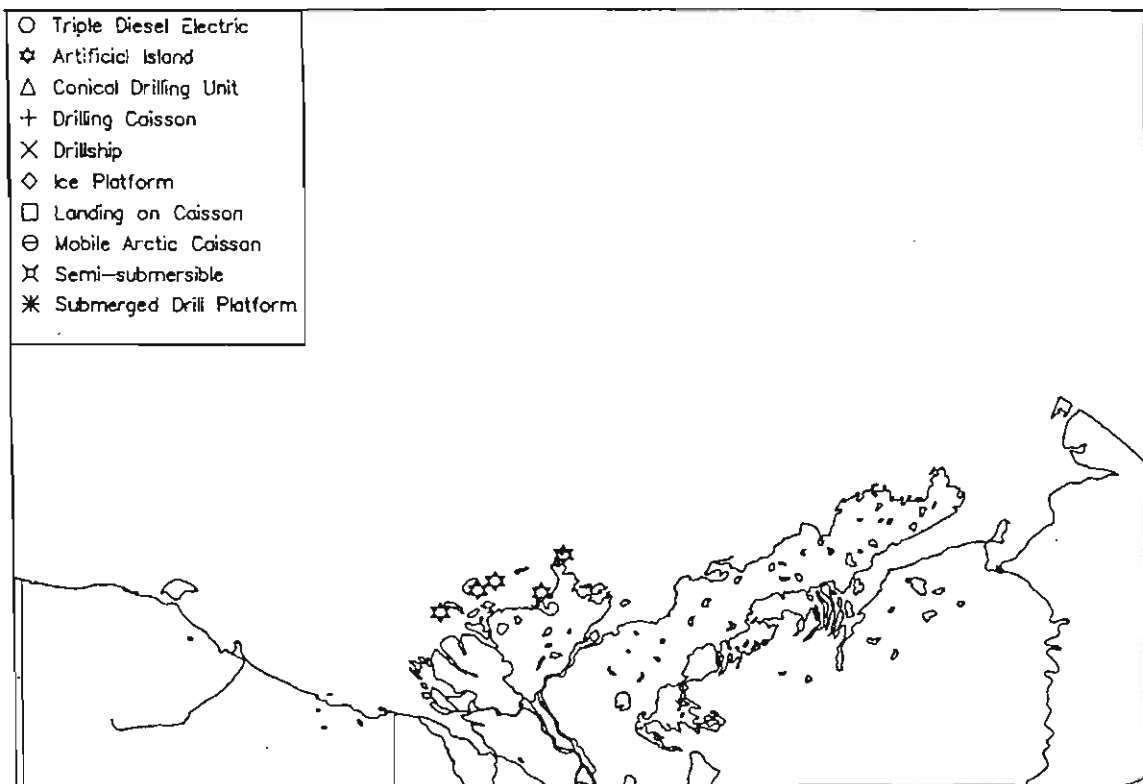 Triple Diesel Electric
Artificial Island
Conical Drilling Unit
Drilling Caisson
Drillship
Ice Platform
Landing on Caisson
Mobile Arctic Caisson
Semi-submersible
Submerged Drill Platform